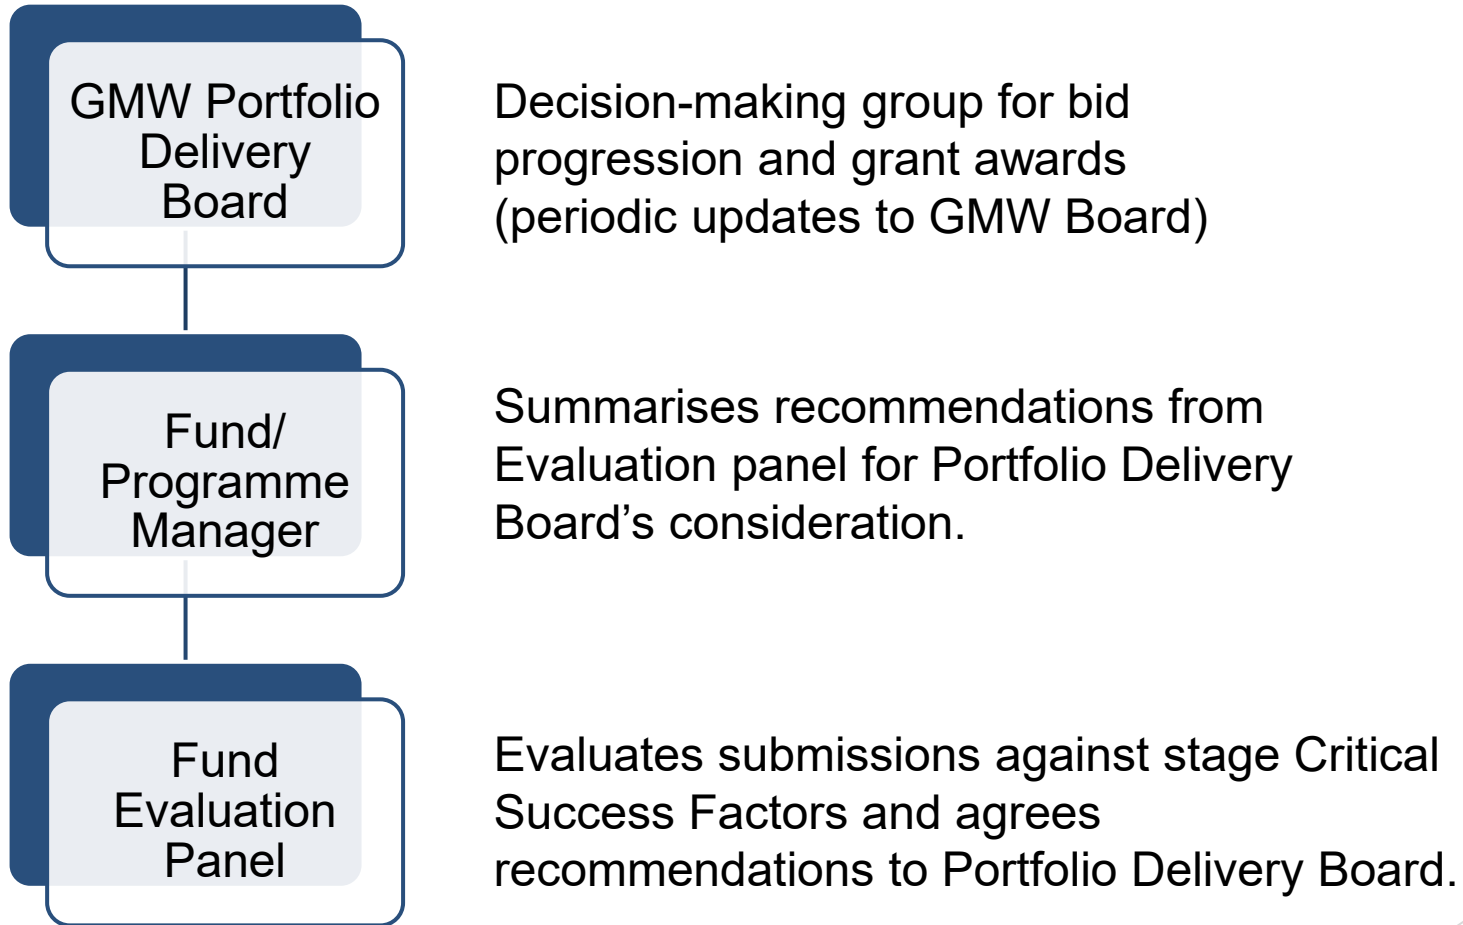 GMW Portfolio
Delivery
Board
Decision-making group for bid
progression and grant awards
(periodic updates to GMW Board)
Fund/
Programme
Manager
Summarises recommendations from
Evaluation panel for Portfolio Delivery
Board’s consideration.
Fund
Evaluation
Panel
Evaluates submissions against stage Critical
Success Factors and agrees
recommendations to Portfolio Delivery Board.